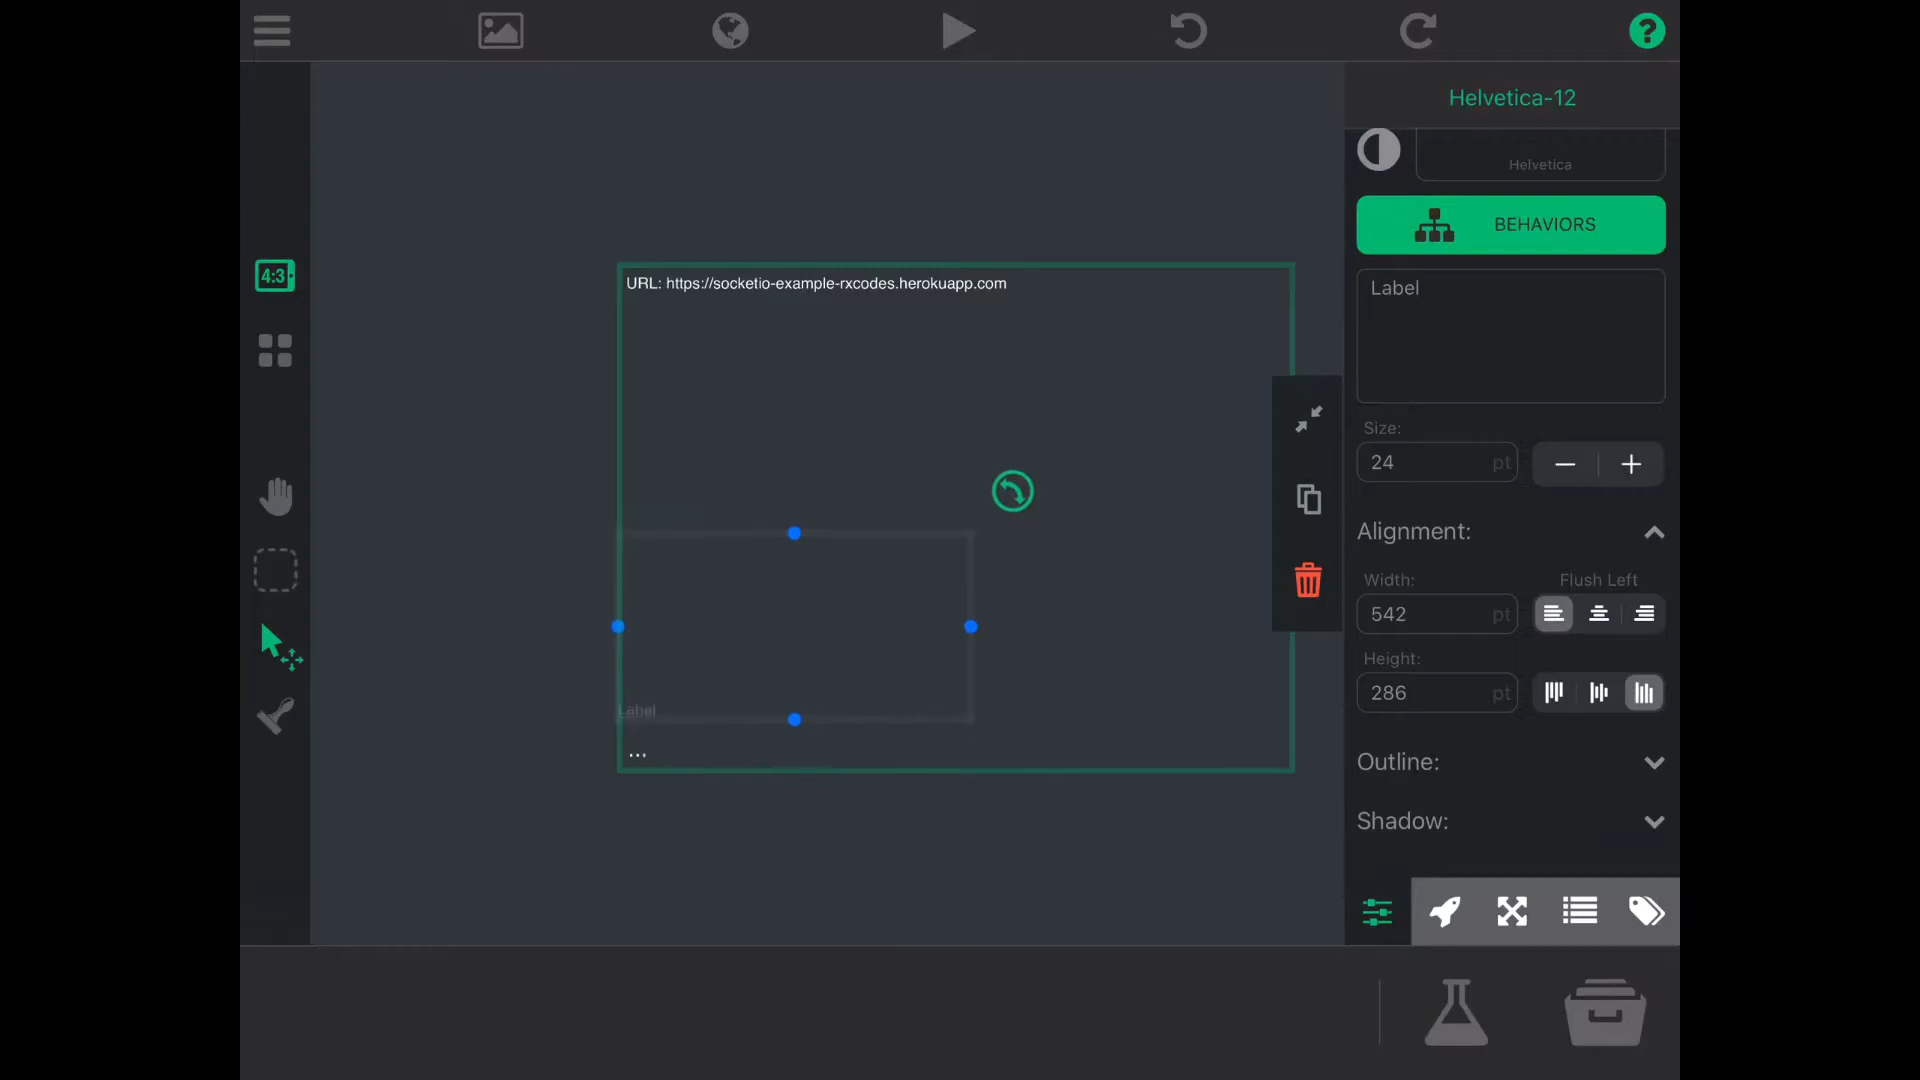 Helvetica-12
Helvetica
BEHAVIORS
4:3
URL: https://socketio-example-rxcodes.herokuapp.com
Label
Size:
24 pt
Alignment:
Width: Flush Left
542 pt
Height:
286 pt
Label
...
Outline:
Shadow: